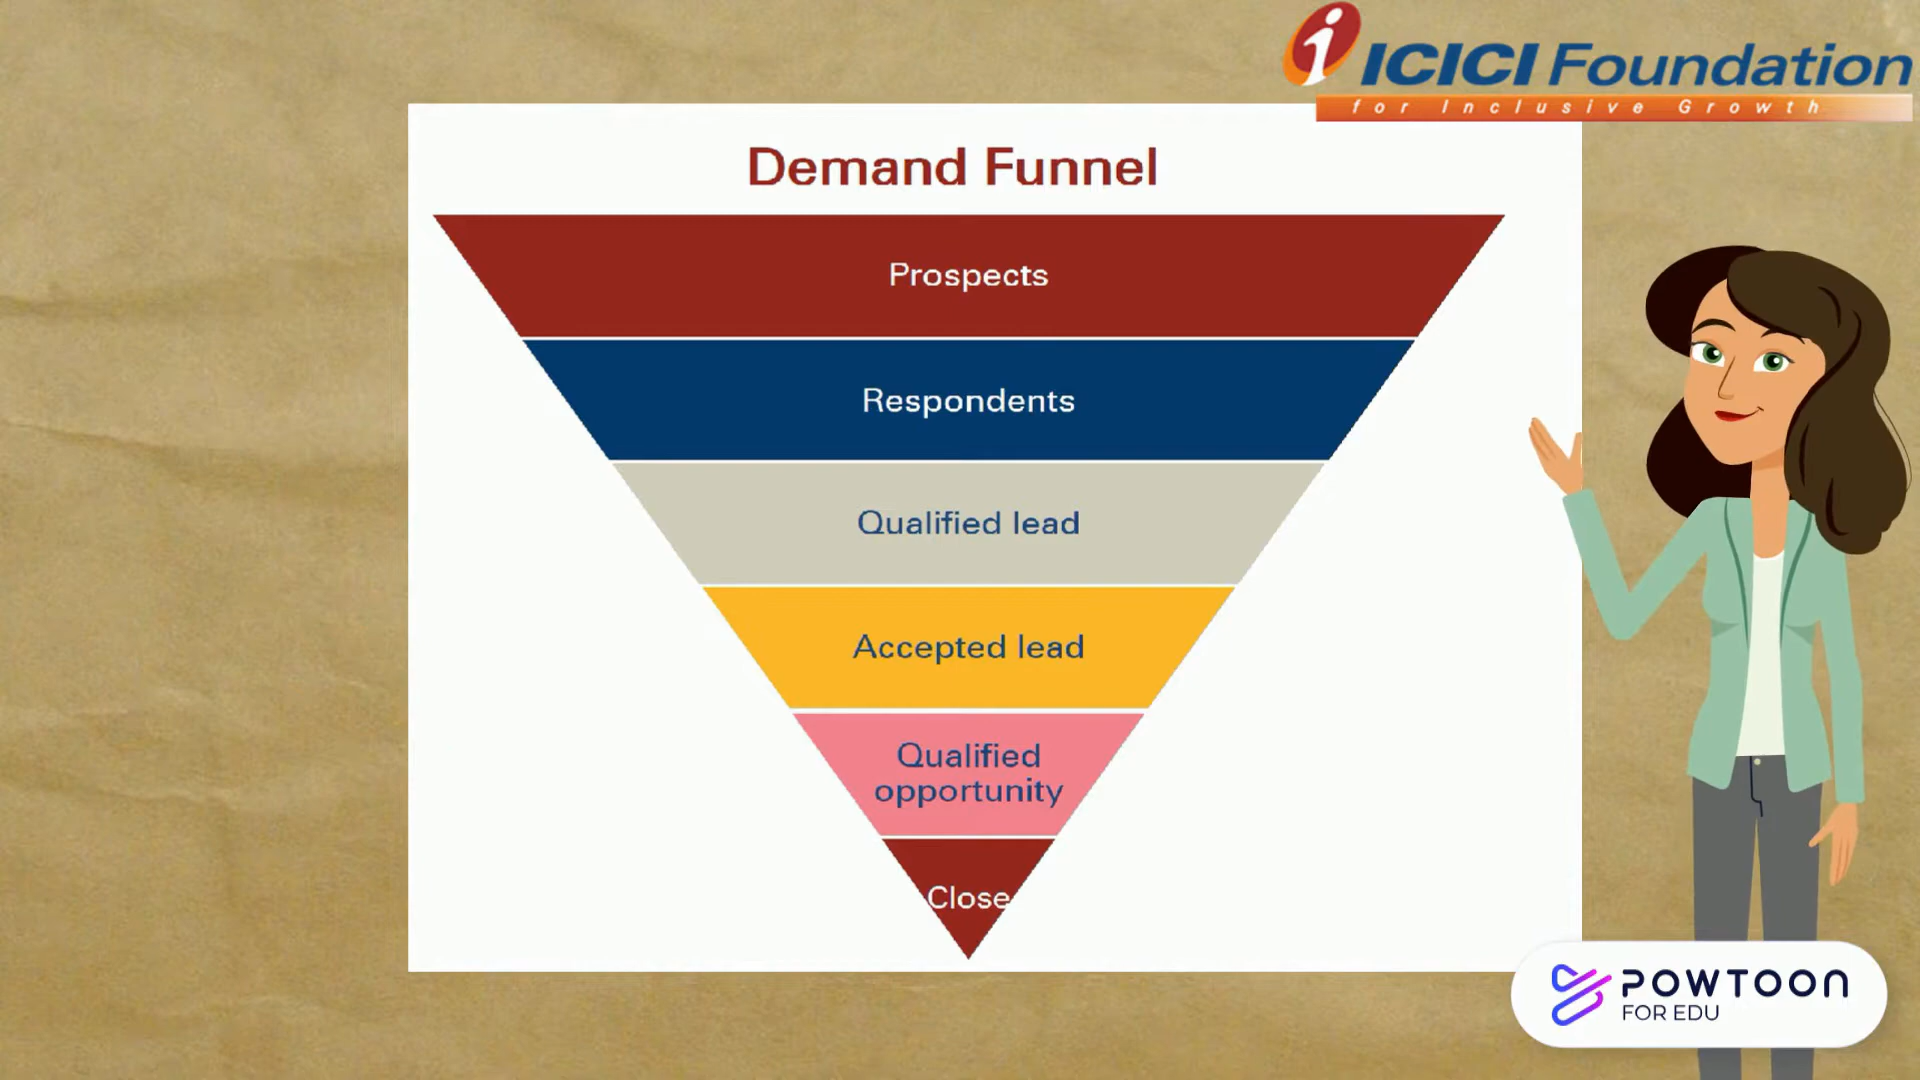 i ICICI Foundation
for Inclusive Growth
Demand Funnel
Prospects
Respondents
Qualified lead
Accepted lead
Qualified
opportunity
Close
POWTOON
FOR EDU